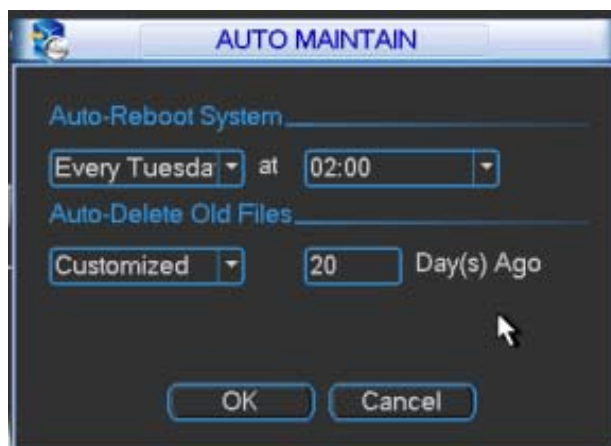 AUTO MAINTAIN
Auto-Reboot System
Every Tuesda at 02:00
Auto-Delete Old Files
Customized 20 Day(s) Ago
OK Cancel